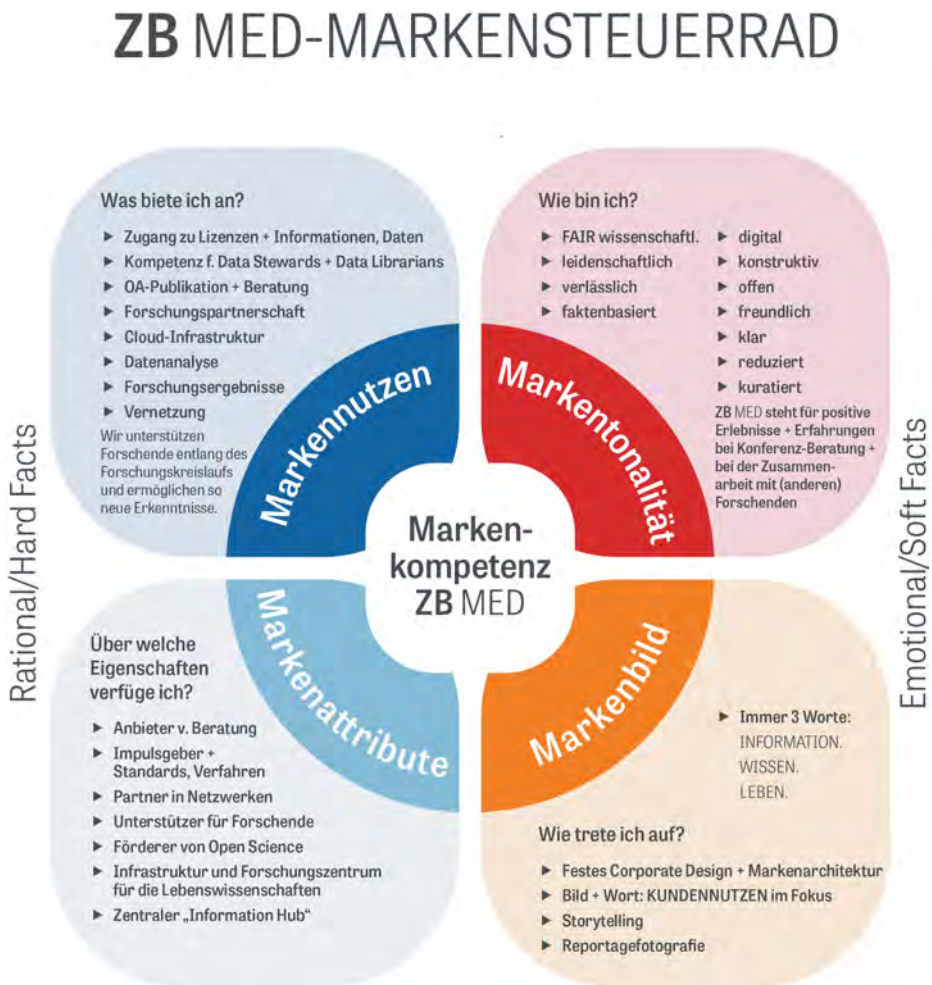 ZB MED-MARKENSTEUERRAD
Rational/Hard Facts
Was biete ich an?
► Zugang zu Lizenzen + Informationen, Daten
► Kompetenz f. Data Stewards + Data Librarians
► OA-Publikation + Beratung
► Forschungspartnerschaft
► Cloud-Infrastruktur
► Datenanalyse
► Forschungsergebnisse
► Vernetzung
Wir unterstützen
Forschende entlang des
Forschungskreislaufs
und ermöglichen so
neue Erkenntnisse.
Markennutzen
Wie bin ich?
► FAIR wissenschaftl.
► leidenschaftlich
► verlässlich
► faktenbasiert
► digital
► konstruktiv
► offen
► freundlich
► klar
► reduziert
► kuratiert
ZB MED steht für positive
Erlebnisse + Erfahrungen
bei Konferenz-Beratung +
bei der Zusammen-
arbeit mit (anderen)
Forschenden
Markentonalität
Emotional/Soft Facts
Marken-
kompetenz
ZB MED
Markenattribute
Über welche
Eigenschaften
verfüge ich?
► Anbieter v. Beratung
► Impulsgeber +
Standards, Verfahren
► Partner in Netzwerken
► Unterstützer für Forschende
► Förderer von Open Science
► Infrastruktur und Forschungszentrum
für die Lebenswissenschaften
► Zentraler „Information Hub“
Markenbild
► Immer 3 Worte:
INFORMATION.
WISSEN.
LEBEN.
Wie trete ich auf?
► Festes Corporate Design + Markenarchitektur
► Bild + Wort: KUNDENNUTZEN im Fokus
► Storytelling
► Reportagefotografie